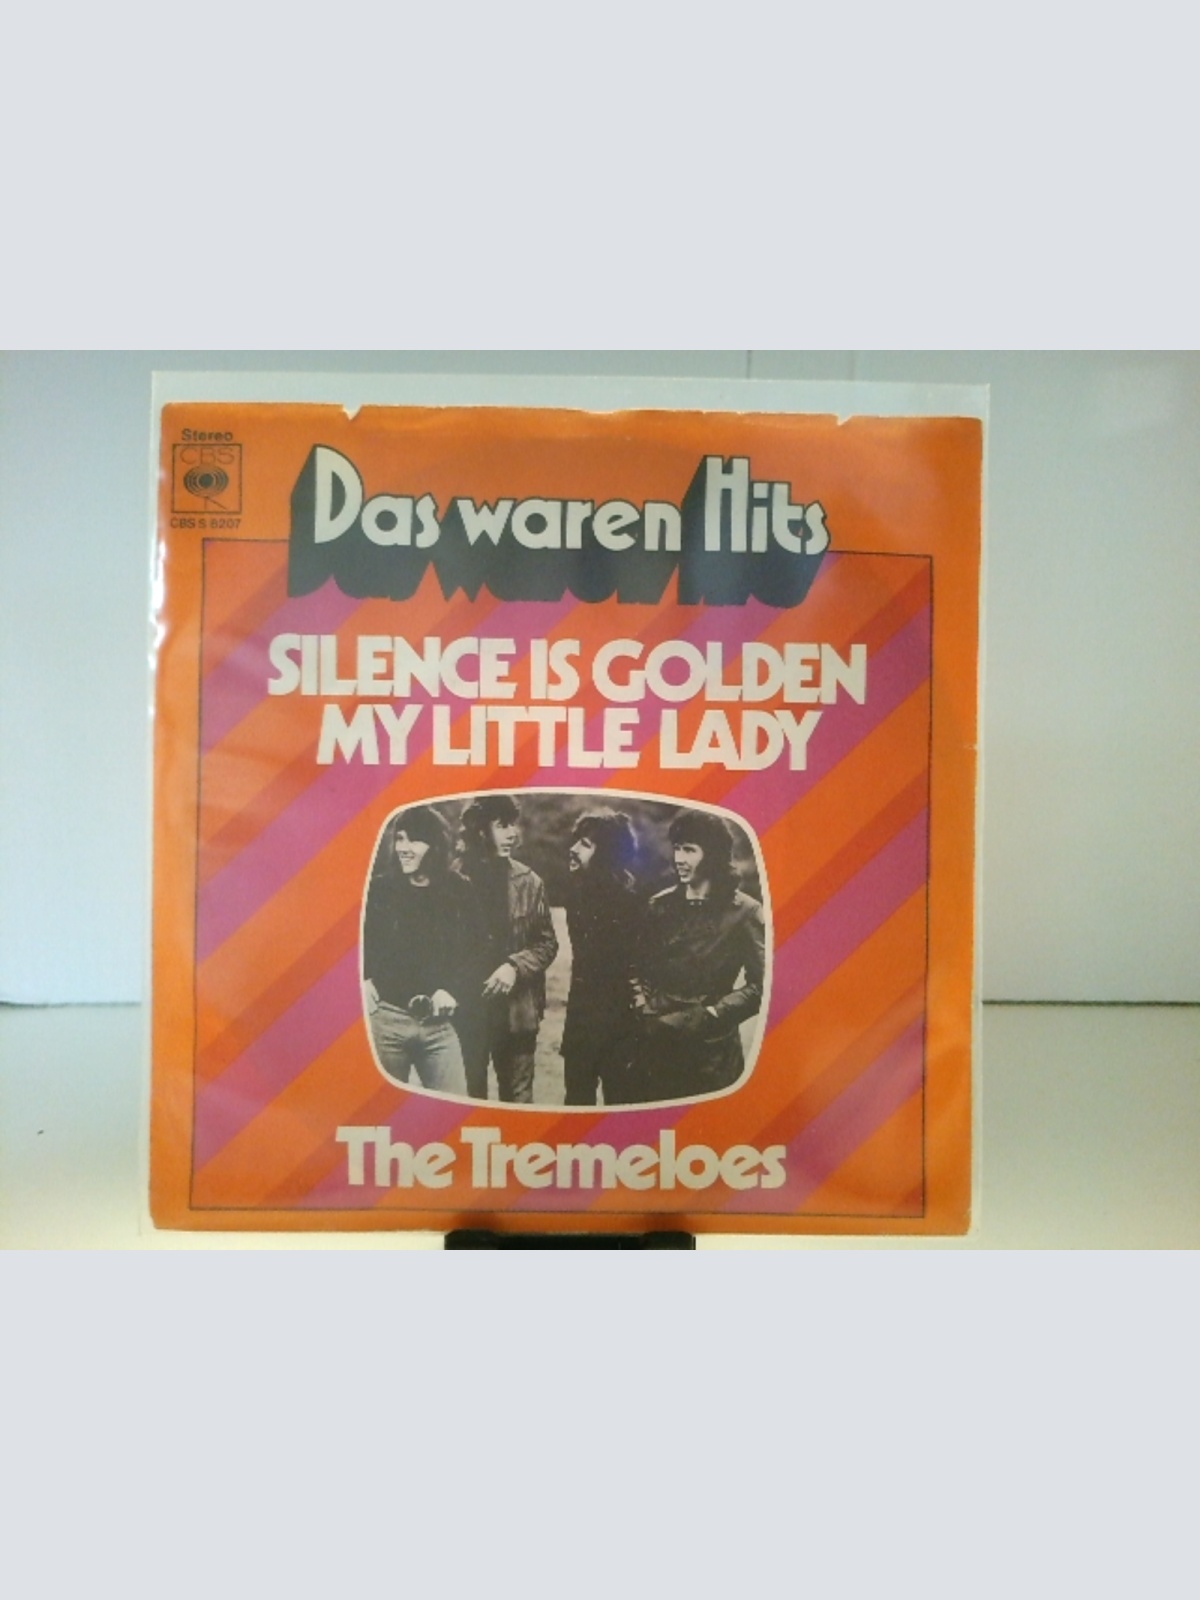 Stereo
CBS
CBS S 8207
Das waren Hits
SILENCE IS GOLDEN
MY LITTLE LADY
The Tremeloes